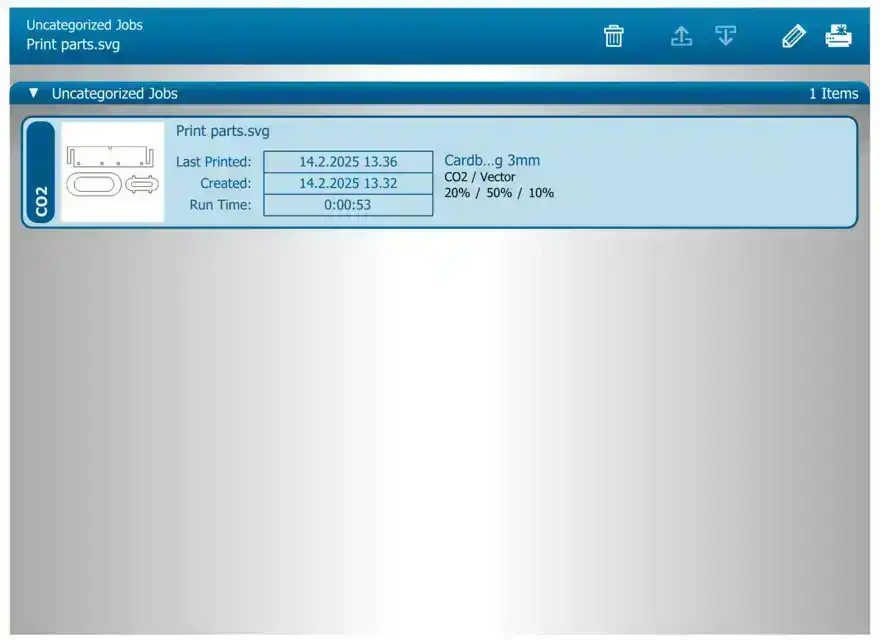 Uncategorized Jobs
Print parts.svg
▼ Uncategorized Jobs 1 Items
CO2
Print parts.svg
Last Printed: 14.2.2025 13.36
Created: 14.2.2025 13.32
Run Time: 0:00:53
Cardb...g 3mm
CO2 / Vector
20% / 50% / 10%